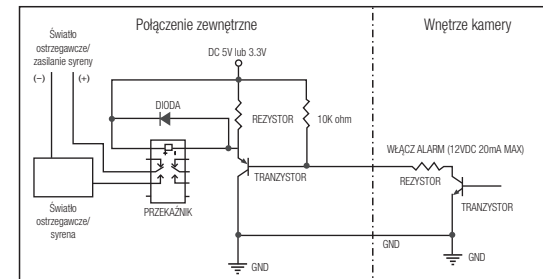 Połączenie zewnętrzne
Wnętrze kamery
Światło
ostrzegawcze/
zasilanie syreny
(−)
(+)
DC 5V lub 3.3V
DIODA
REZYSTOR
10K ohm
WŁĄCZ ALARM (12VDC 20mA MAX)
TRANZYSTOR
REZYSTOR
TRANZYSTOR
PRZEKAŹNIK
Światło
ostrzegawcze/
syrena
GND
GND
GND